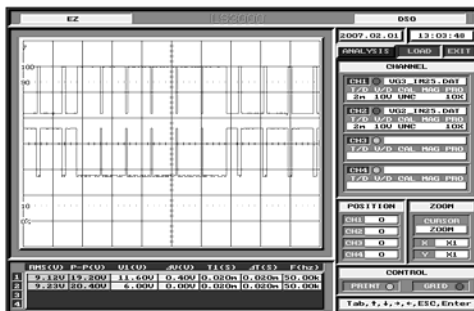 EZ
DSO
2007.02.01 13:03:48
ANALYSIS LOAD EXIT
100
90
10
0%
CHANNEL
CH1 VG3_IN25.DAT
T/D V/D CAL MAG PRO
2m 10V UNC 10X
CH2 VG2_IN25.DAT
T/D V/D CAL MAG PRO
2m 10V UNC 10X
CH3
T/D V/D CAL MAG PRO
CH4
T/D V/D CAL MAG PRO
POSITION
CH1 0
CH2 0
CH3 0
CH4 0
ZOOM
CURSOR
ZOOM
X X1
Y X1
CONTROL
PRINT GRID
Tab,↑,↓,→,←,ESC,Enter
RMS(V) P-P(V) V1(V) ΔV(V) T1(S) ΔT(S) F(hz)
1 9.12V 19.20V 11.60V 0.40V 0.020m 0.020m 50.00k
2 9.23V 20.40V 6.00V 0.00V 0.020m 0.020m 50.00k
3
4